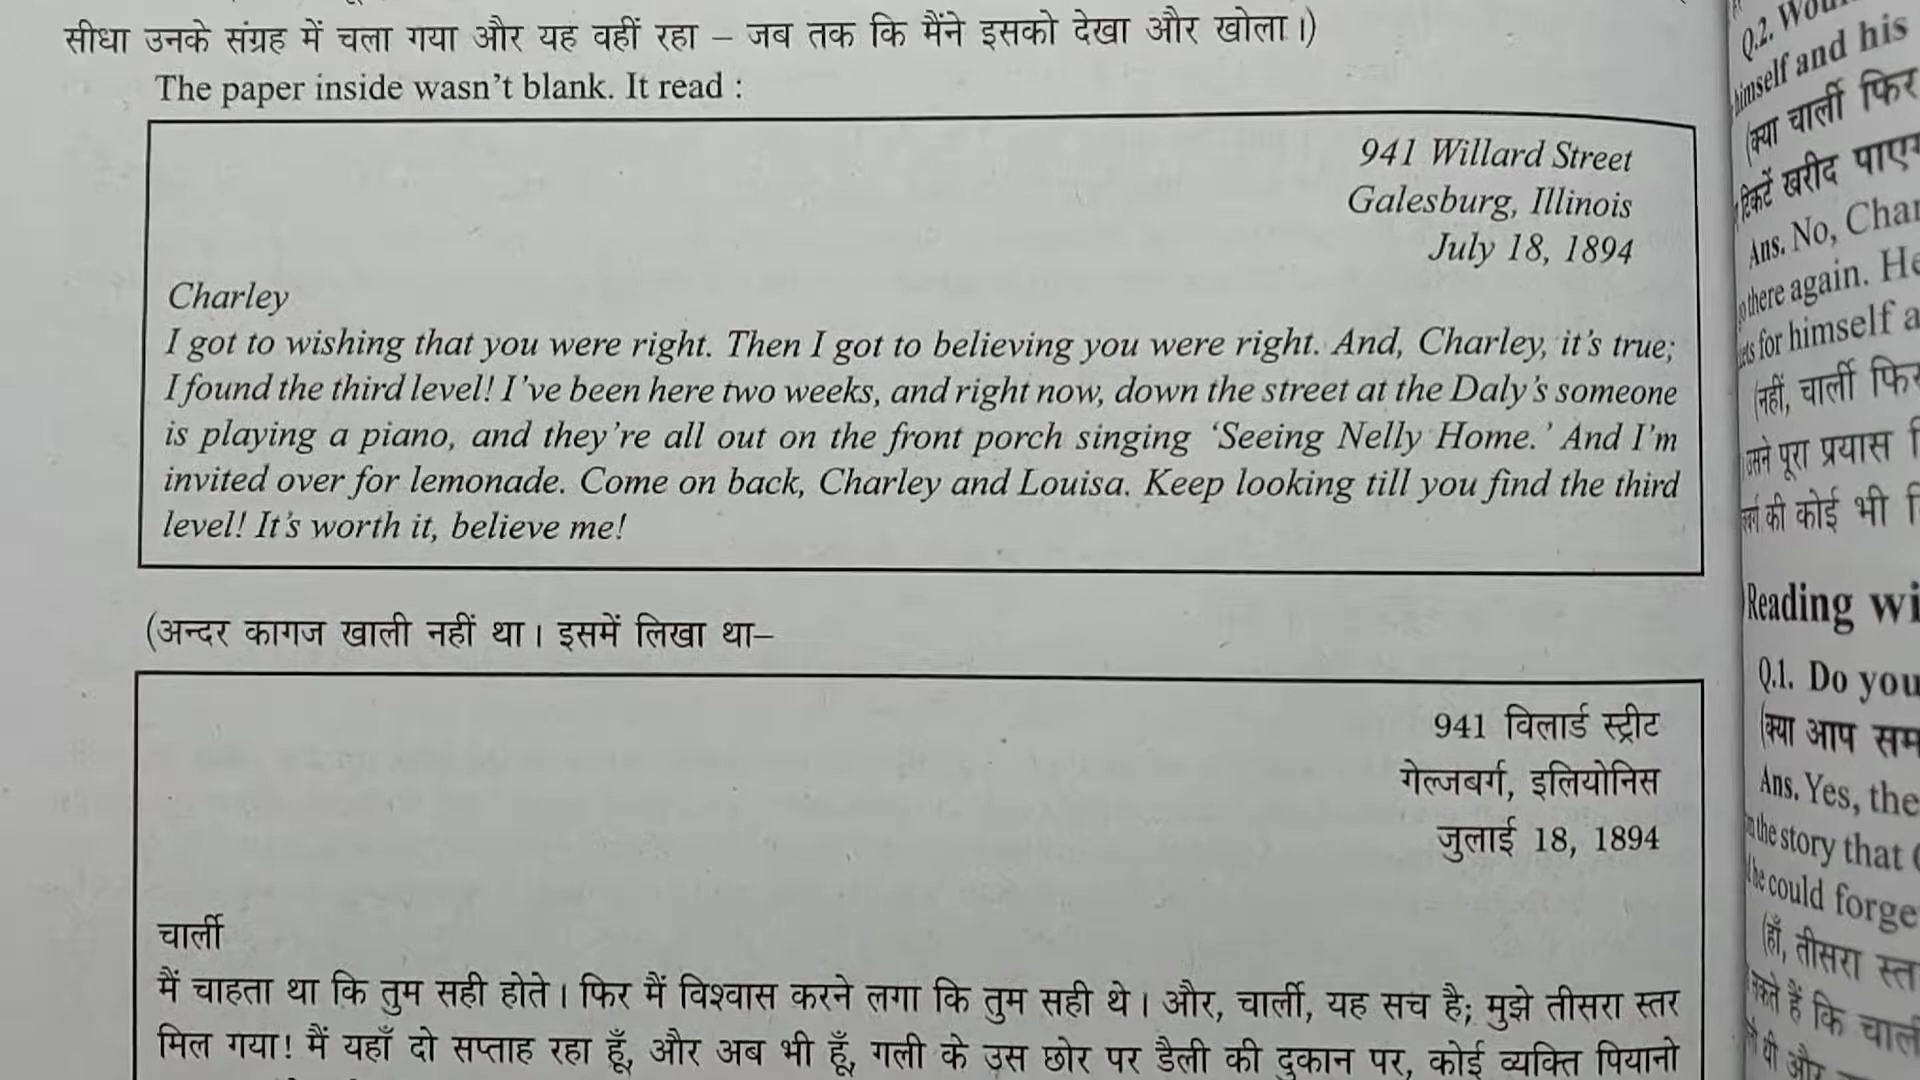 सीधा उनके संग्रह में चला गया और यह वहीं रहा – जब तक कि मैंने इसको देखा और खोला।)
The paper inside wasn't blank. It read :
941 Willard Street
Galesburg, Illinois
July 18, 1894
Charley
I got to wishing that you were right. Then I got to believing you were right. And, Charley, it's true;
I found the third level! I've been here two weeks, and right now, down the street at the Daly's someone
is playing a piano, and they're all out on the front porch singing 'Seeing Nelly Home.' And I'm
invited over for lemonade. Come on back, Charley and Louisa. Keep looking till you find the third
level! It's worth it, believe me!
(अन्दर कागज खाली नहीं था। इसमें लिखा था–
941 विलार्ड स्ट्रीट
गेल्जबर्ग, इलियोनिस
जुलाई 18, 1894
चार्ली
मैं चाहता था कि तुम सही होते। फिर मैं विश्वास करने लगा कि तुम सही थे। और, चार्ली, यह सच है; मुझे तीसरा स्तर
मिल गया! मैं यहाँ दो सप्ताह रहा हूँ, और अब भी हूँ, गली के उस छोर पर डैली की दुकान पर, कोई व्यक्ति पियानो
Q.2.
himself and his
(क्या चार्ली फिर
खरीद
Ans. No,
there again.
for himself
(नहीं, चार्ली
उसने पूरा प्रयास
की कोई भी
Reading
Q.1. Do you
(क्या आप
Ans. Yes,
the story that
he could
(हाँ, तीसरा
हैं कि
थी और